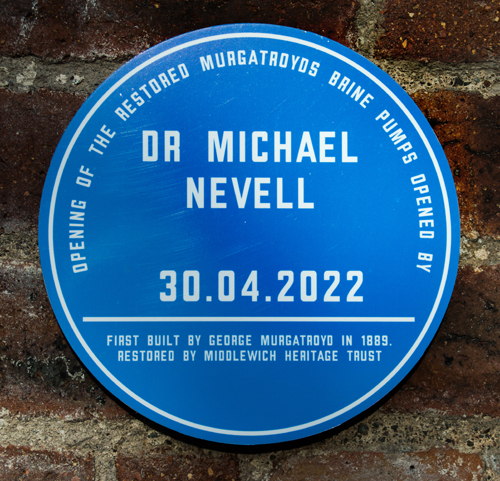 OPENING OF THE RESTORED MURGATROYDS BRINE PUMPS OPENED BY
DR MICHAEL
NEVELL
30.04.2022
FIRST BUILT BY GEORGE MURGATROYD IN 1889.
RESTORED BY MIDDLEWICH HERITAGE TRUST